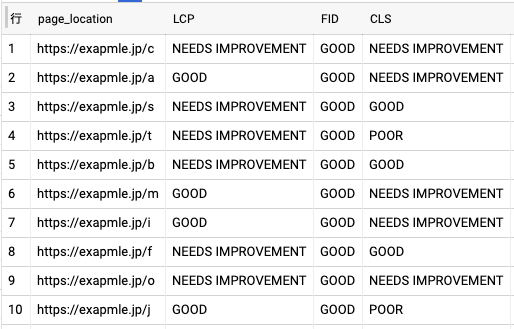 行 page_location LCP FID CLS
1 https://exapmle.jp/c NEEDS IMPROVEMENT GOOD NEEDS IMPROVEMENT
2 https://exapmle.jp/a GOOD GOOD NEEDS IMPROVEMENT
3 https://exapmle.jp/s NEEDS IMPROVEMENT GOOD GOOD
4 https://exapmle.jp/t NEEDS IMPROVEMENT GOOD POOR
5 https://exapmle.jp/b NEEDS IMPROVEMENT GOOD GOOD
6 https://exapmle.jp/m GOOD GOOD NEEDS IMPROVEMENT
7 https://exapmle.jp/i GOOD GOOD NEEDS IMPROVEMENT
8 https://exapmle.jp/f NEEDS IMPROVEMENT GOOD GOOD
9 https://exapmle.jp/o NEEDS IMPROVEMENT GOOD NEEDS IMPROVEMENT
10 https://exapmle.jp/j GOOD GOOD POOR